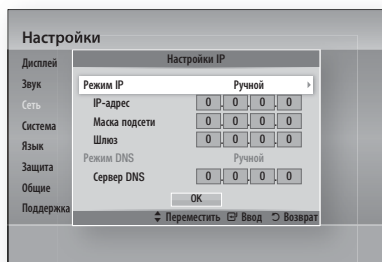 Настройки
Дисплей
Звук
Сеть
Система
Язык
Защита
Общие
Поддержка
Настройки IP
Режим IP Ручной
IP-адрес 0 . 0 . 0 . 0
Маска подсети 0 . 0 . 0 . 0
Шлюз 0 . 0 . 0 . 0
Режим DNS Ручной
Сервер DNS 0 . 0 . 0 . 0
OK
Переместить Ввод Возврат